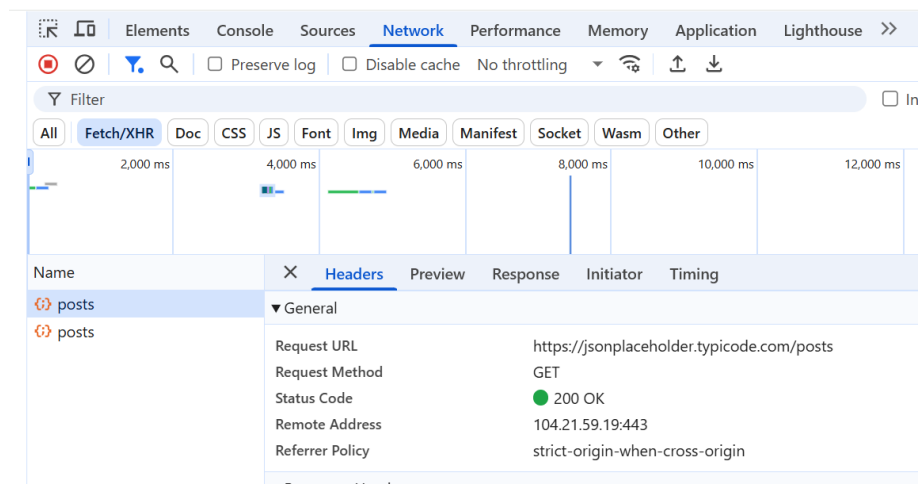 Elements Console Sources Network Performance Memory Application Lighthouse
Preserve log Disable cache No throttling
Filter
All Fetch/XHR Doc CSS JS Font Img Media Manifest Socket Wasm Other
2,000 ms 4,000 ms 6,000 ms 8,000 ms 10,000 ms 12,000 ms
Name Headers Preview Response Initiator Timing
posts General
posts
Request URL https://jsonplaceholder.typicode.com/posts
Request Method GET
Status Code 200 OK
Remote Address 104.21.59.19:443
Referrer Policy strict-origin-when-cross-origin